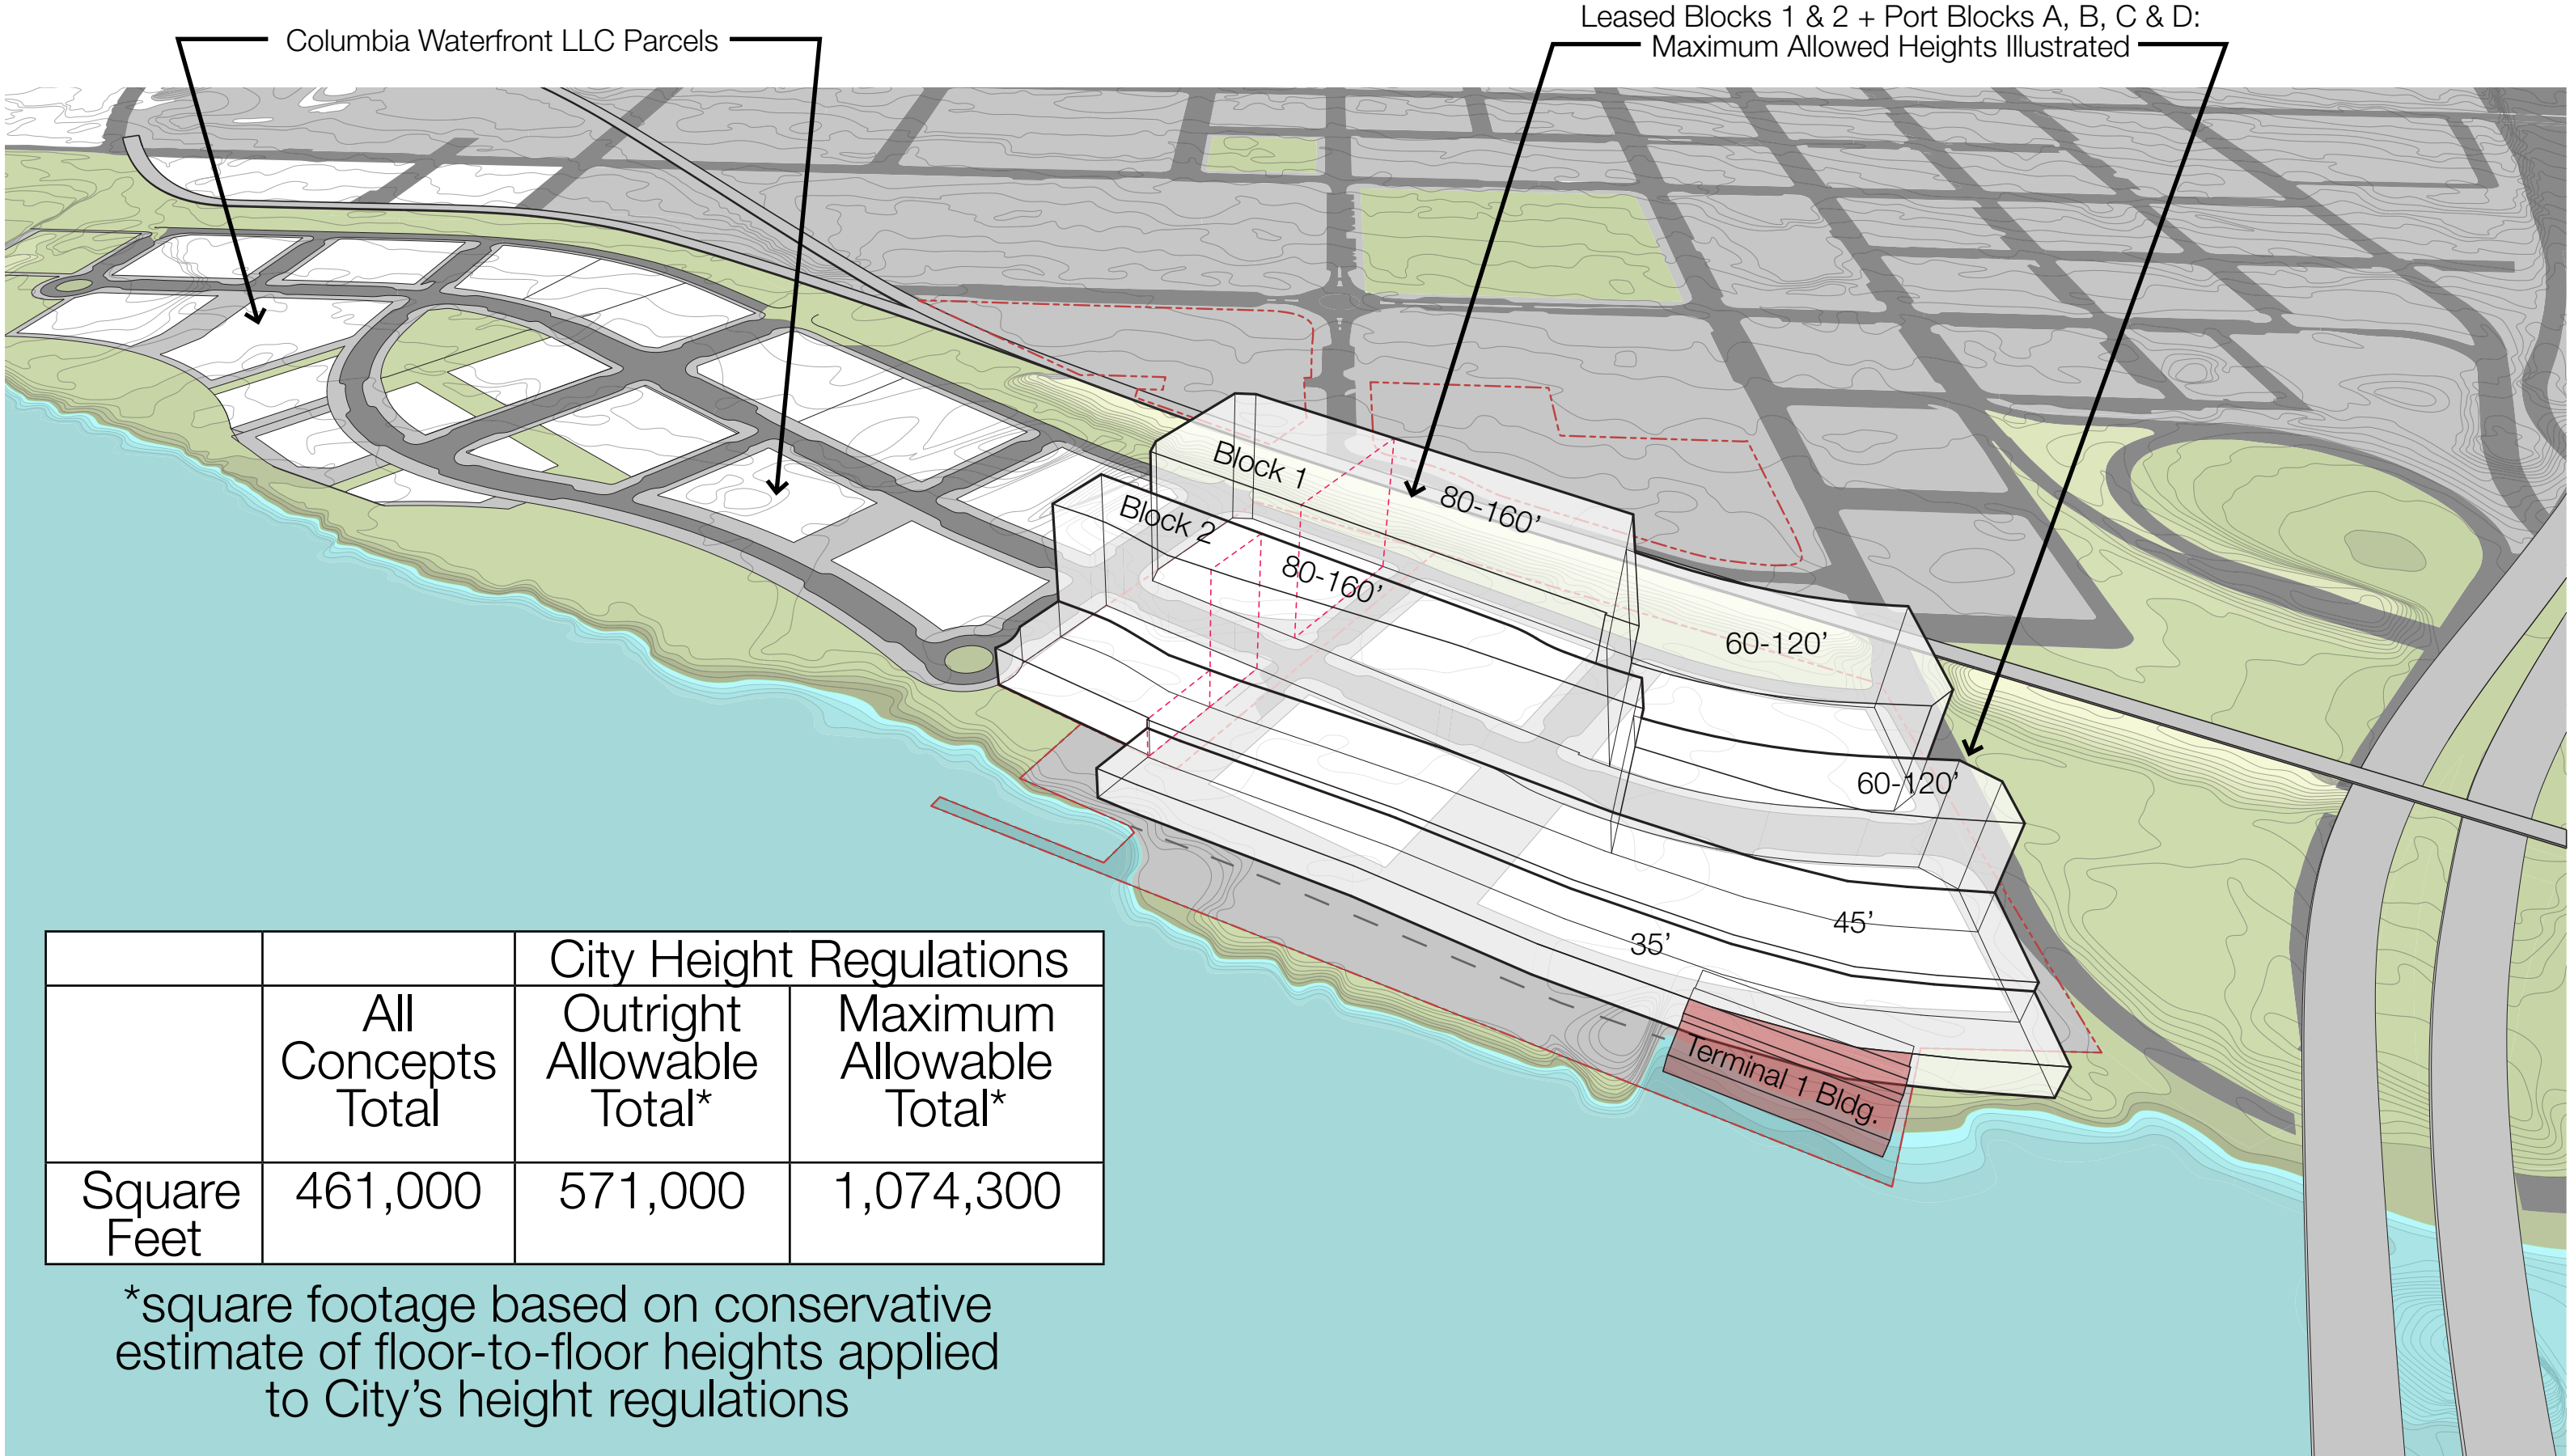 Columbia Waterfront LLC Parcels
Leased Blocks 1 & 2 + Port Blocks A, B, C & D:
Maximum Allowed Heights Illustrated
Block 1
80-160’
Block 2
80-160’
60-120’
60-120’
45’
35’
Terminal 1 Bldg.
City Height Regulations
All
Concepts
Total
Outright
Allowable
Total*
Maximum
Allowable
Total*
Square
Feet
461,000
571,000
1,074,300
*square footage based on conservative
estimate of floor-to-floor heights applied
to City’s height regulations